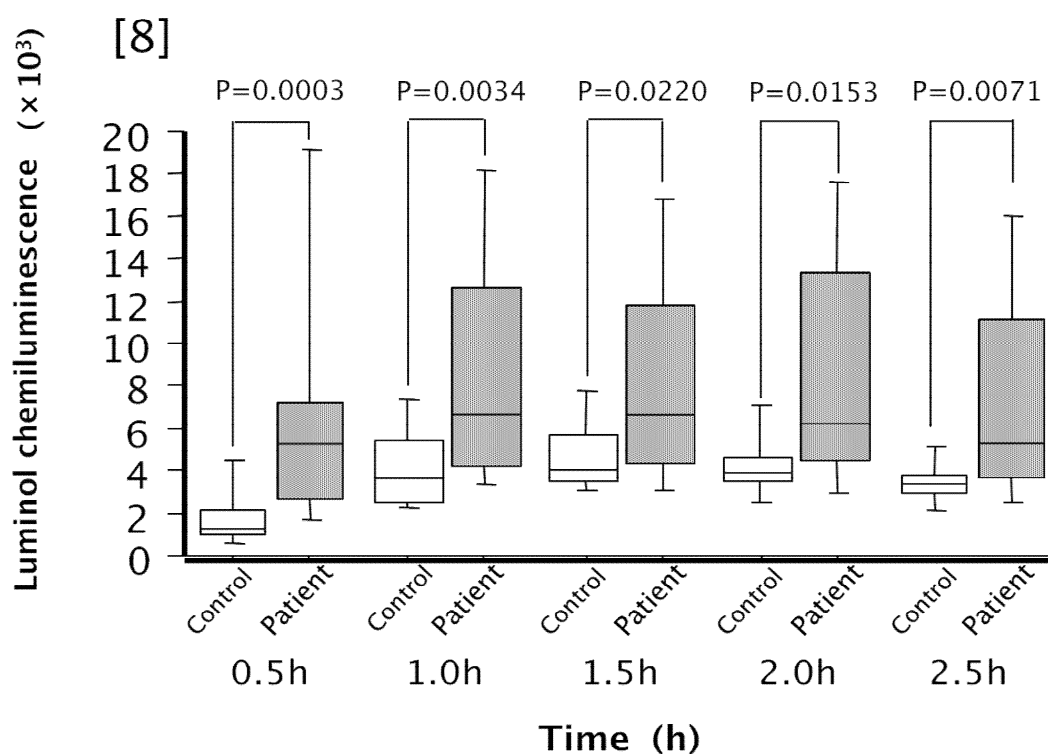 [8]
Luminol chemiluminescence (× 10³)
P=0.0003 P=0.0034 P=0.0220 P=0.0153 P=0.0071
20
18
16
14
12
10
8
6
4
2
0
Control Patient Control Patient Control Patient Control Patient Control Patient
0.5h 1.0h 1.5h 2.0h 2.5h
Time (h)